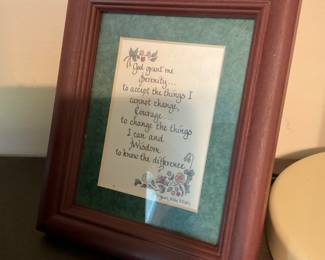 God grant me
Serenity...
to accept the things I
cannot change,
Courage...
to change the things
I can and
Wisdom
to know the difference